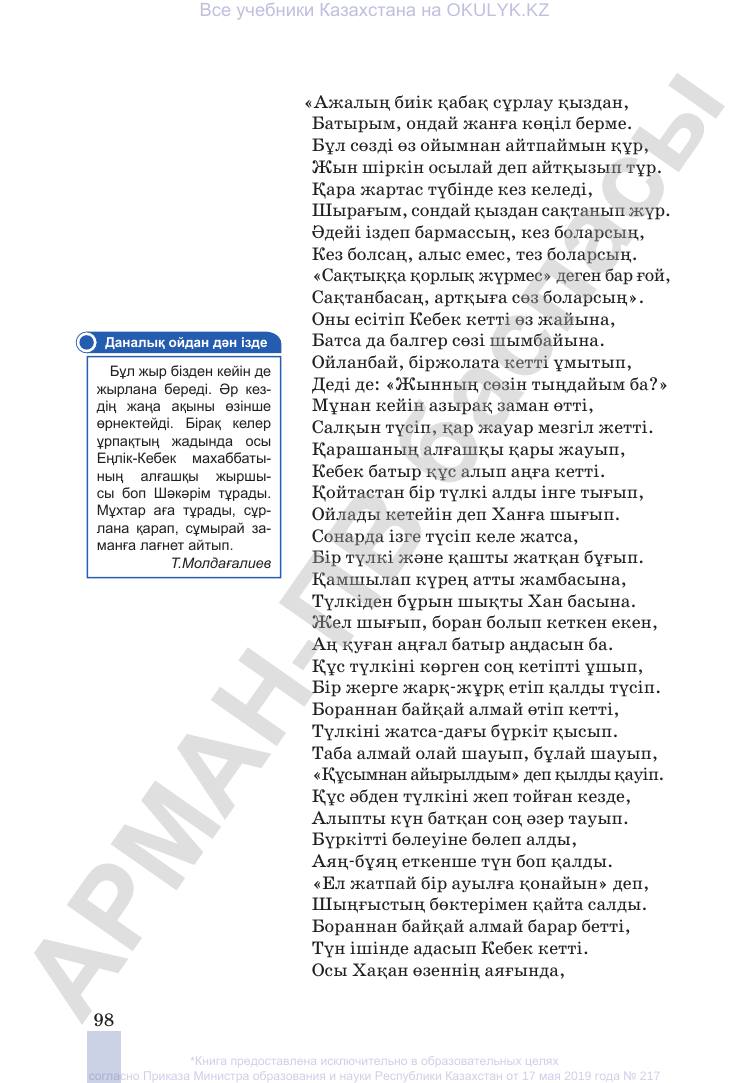 Все учебники Казахстана на OKULYK.KZ
«Ажалың биік қабақ сұрлау қыздан,
Батырым, ондай жанға көңіл берме.
Бұл сөзді өз ойымнан айтпаймын құр,
Жын шіркін осылай деп айтқызып тұр.
Қара жартас түбінде кез келеді,
Шырағым, сондай қыздан сақтанып жүр.
Әдейі іздеп бармассың, кез боларсың,
Кез болсаң, алыс емес, тез боларсың.
«Сақтыққа қорлық жүрмес» деген бар ғой,
Сақтанбасаң, артқыға сөз боларсың».
Оны есітіп Кебек кетті өз жайына,
Батса да балгер сөзі шымбайына.
Ойланбай, біржолата кетті ұмытып,
Деді де: «Жынның сөзін тыңдайым ба?»
Мұнан кейін азырақ заман өтті,
Салқын түсіп, қар жауар мезгіл жетті.
Қарашаның алғашқы қары жауып,
Кебек батыр құс алып аңға кетті.
Қойтастан бір түлкі алды інге тығып,
Ойлады кетейін деп Ханға шығып.
Сонарда ізге түсіп келе жатса,
Бір түлкі және қашты жатқан бұғып.
Қамшылап күрең атты жамбасына,
Түлкіден бұрын шықты Хан басына.
Жел шығып, боран болып кеткен екен,
Аң қуған аңғал батыр аңдасын ба.
Құс түлкіні көрген соң кетіпті ұшып,
Бір жерге жарқ-жұрқ етіп қалды түсіп.
Бораннан байқай алмай өтіп кетті,
Түлкіні жатса-дағы бүркіт қысып.
Таба алмай олай шауып, бұлай шауып,
«Құсымнан айырылдым» деп қылды қауіп.
Құс әбден түлкіні жеп тойған кезде,
Алыпты күн батқан соң әзер тауып.
Бүркітті бөлеуіне бөлеп алды,
Аяң-бұяң еткенше түн боп қалды.
«Ел жатпай бір ауылға қонайын» деп,
Шыңғыстың бөктерімен қайта салды.
Бораннан байқай алмай барар бетті,
Түн ішінде адасып Кебек кетті.
Осы Хақан өзеннің аяғында,
Даналық ойдан дән ізде
Бұл жыр бізден кейін де
жырлана береді. Әр кез-
дің жаңа ақыны өзінше
өрнектейді. Бірақ келер
ұрпақтың жадында осы
Еңлік-Кебек махаббаты-
ның алғашқы жыршы-
сы боп Шәкәрім тұрады.
Мұхтар аға тұрады, сұр-
лана қарап, сұмырай за-
манға лағнет айтып.
Т.Молдағалиев
98
АРМАН-ПВ баспасы
*Книга предоставлена исключительно в образовательных целях
согласно Приказа Министра образования и науки Республики Казахстан от 17 мая 2019 года № 217